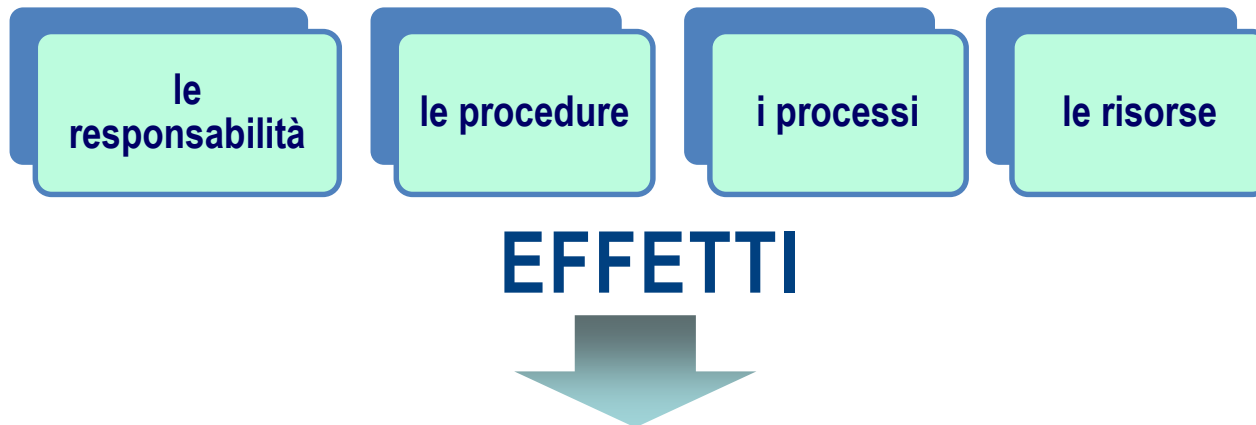 le
responsabilità
le procedure
i processi
le risorse
EFFETTI